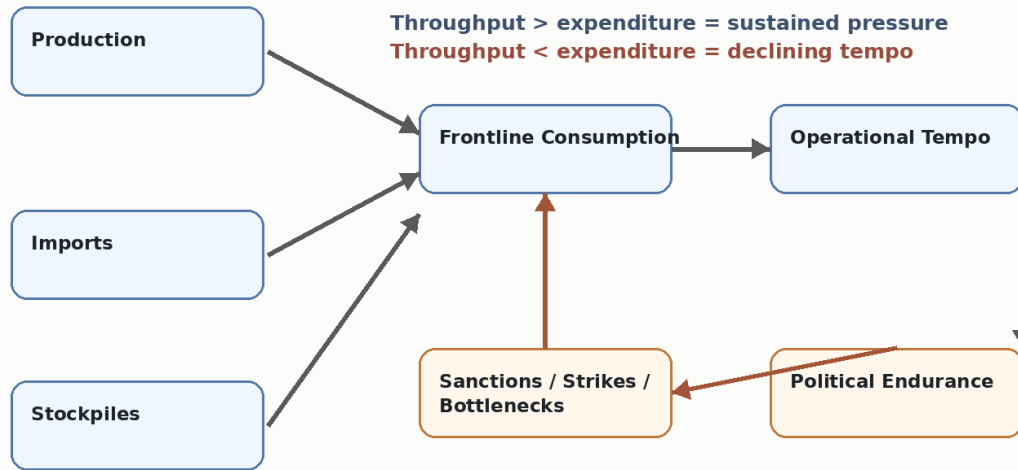 Production
Throughput > expenditure = sustained pressure
Throughput < expenditure = declining tempo
Frontline Consumption
Operational Tempo
Imports
Sanctions / Strikes /
Bottlenecks
Political Endurance
Stockpiles